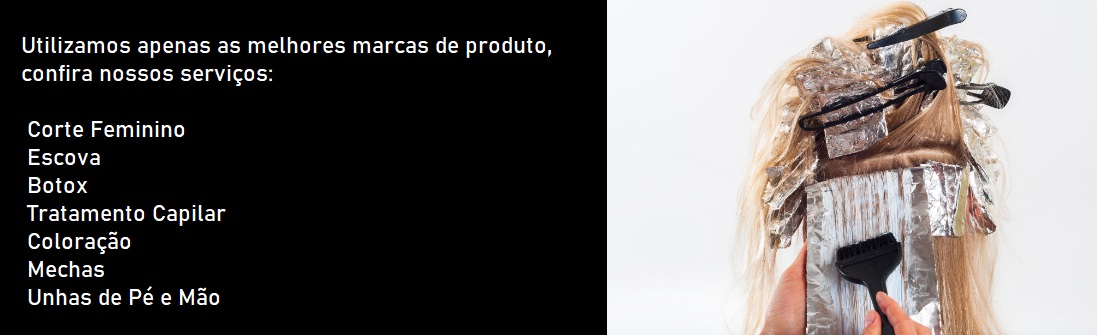 Utilizamos apenas as melhores marcas de produto,
confira nossos serviços:
Corte Feminino
Escova
Botox
Tratamento Capilar
Coloração
Mechas
Unhas de Pé e Mão